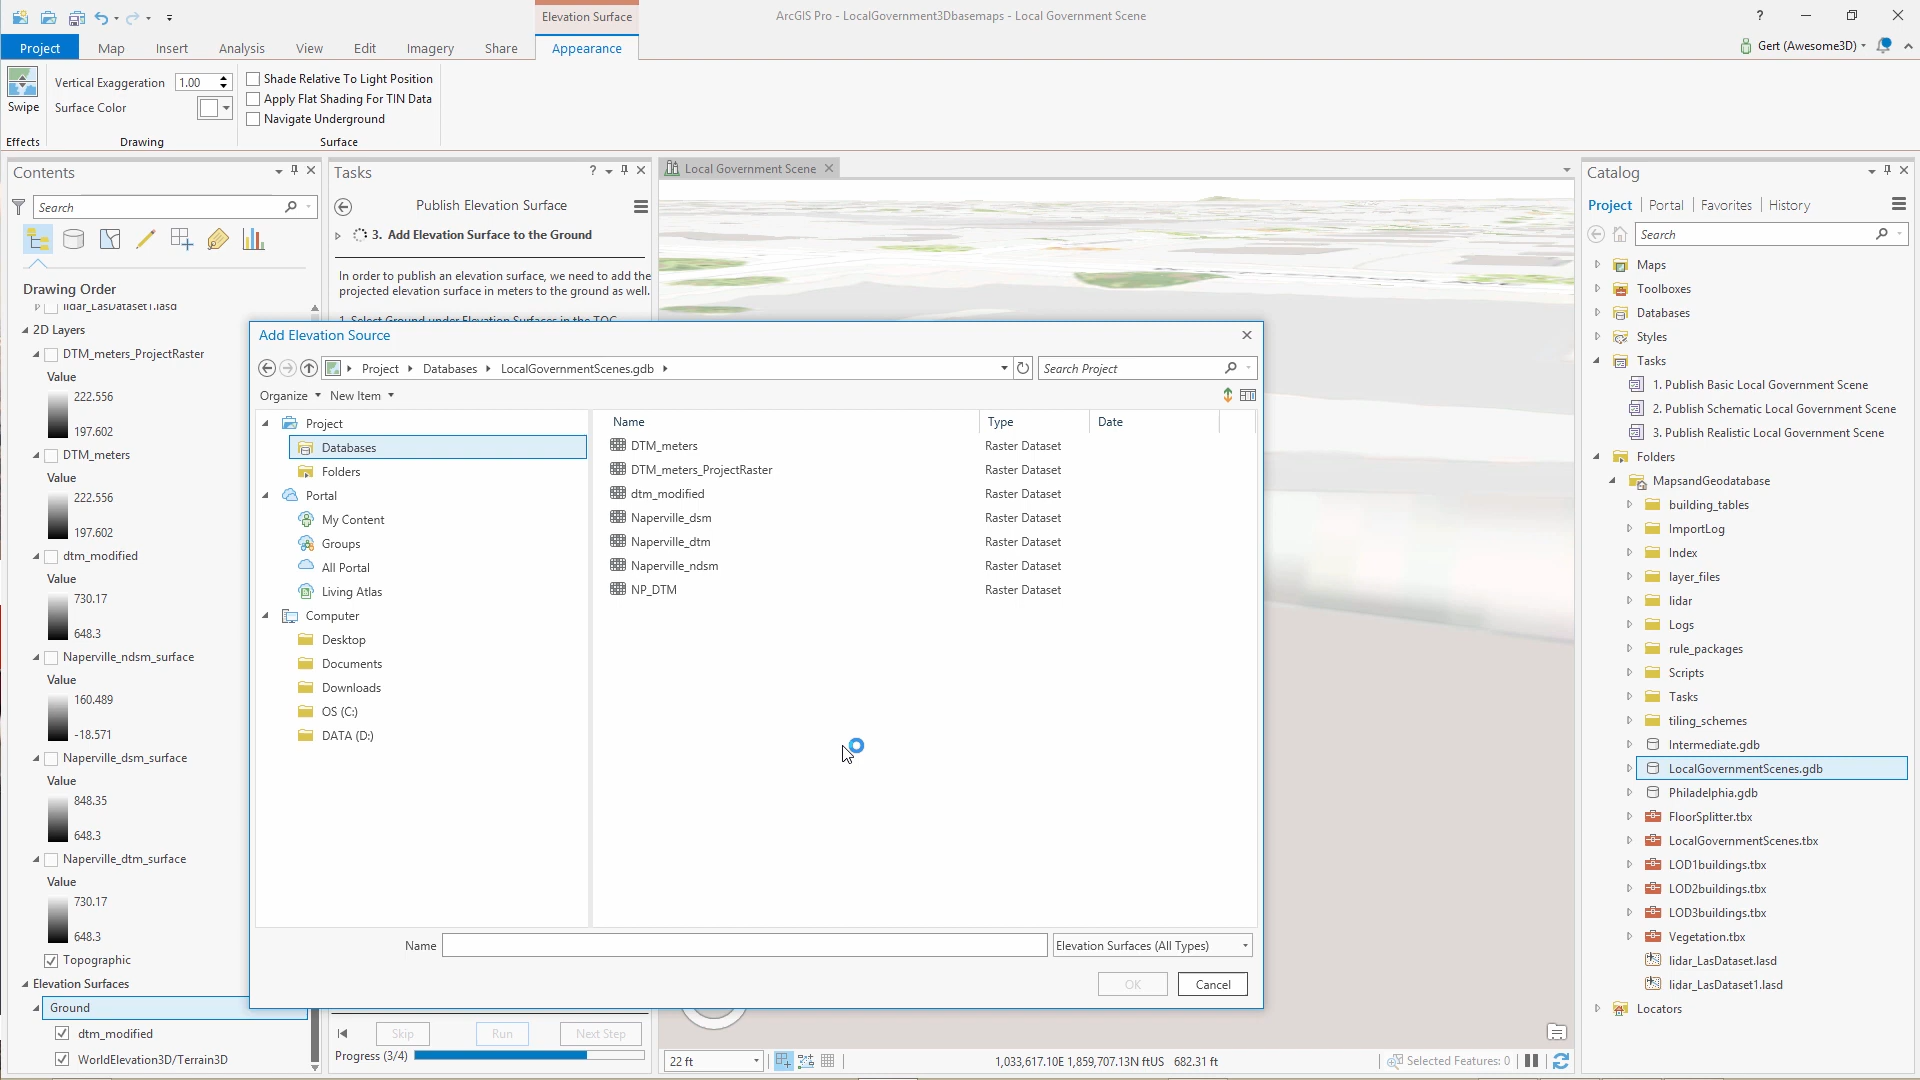 Elevation Surface
ArcGIS Pro - LocalGovernment3Dbasemaps - Local Government Scene
?
Project
Map
Insert
Analysis
View
Edit
Imagery
Share
Appearance
Gert (Awesome3D)
Swipe
Vertical Exaggeration
1.00
Surface Color
Shade Relative To Light Position
Apply Flat Shading For TIN Data
Navigate Underground
Effects
Drawing
Surface
Contents
Search
Drawing Order
lidar_LasDataset1.lasd
2D Layers
DTM_meters_ProjectRaster
Value
222.556
197.602
DTM_meters
Value
222.556
197.602
dtm_modified
Value
730.17
648.3
Naperville_ndsm_surface
Value
160.489
-18.571
Naperville_dsm_surface
Value
848.35
648.3
Naperville_dtm_surface
Value
730.17
648.3
Topographic
Elevation Surfaces
Ground
dtm_modified
WorldElevation3D/Terrain3D
Tasks
?
Publish Elevation Surface
3. Add Elevation Surface to the Ground
In order to publish an elevation surface, we need to add the
projected elevation surface in meters to the ground as well.
1. Select Ground under Elevation Surfaces in the TOC
Skip
Run
Next Step
Progress (3/4)
Local Government Scene
Add Elevation Source
Project
Databases
LocalGovernmentScenes.gdb
Search Project
Organize
New Item
Project
Databases
Folders
Portal
My Content
Groups
All Portal
Living Atlas
Computer
Desktop
Documents
Downloads
OS (C:)
DATA (D:)
Name
Type
Date
DTM_meters
Raster Dataset
DTM_meters_ProjectRaster
Raster Dataset
dtm_modified
Raster Dataset
Naperville_dsm
Raster Dataset
Naperville_dtm
Raster Dataset
Naperville_ndsm
Raster Dataset
NP_DTM
Raster Dataset
Name
Elevation Surfaces (All Types)
OK
Cancel
22 ft
1,033,617.10E 1,859,707.13N ftUS
682.31 ft
Selected Features: 0
Catalog
Project
Portal
Favorites
History
Search
Maps
Toolboxes
Databases
Styles
Tasks
1. Publish Basic Local Government Scene
2. Publish Schematic Local Government Scene
3. Publish Realistic Local Government Scene
Folders
MapsandGeodatabase
building_tables
ImportLog
Index
layer_files
lidar
Logs
rule_packages
Scripts
Tasks
tiling_schemes
Intermediate.gdb
LocalGovernmentScenes.gdb
Philadelphia.gdb
FloorSplitter.tbx
LocalGovernmentScenes.tbx
LOD1buildings.tbx
LOD2buildings.tbx
LOD3buildings.tbx
Vegetation.tbx
lidar_LasDataset.lasd
lidar_LasDataset1.lasd
Locators